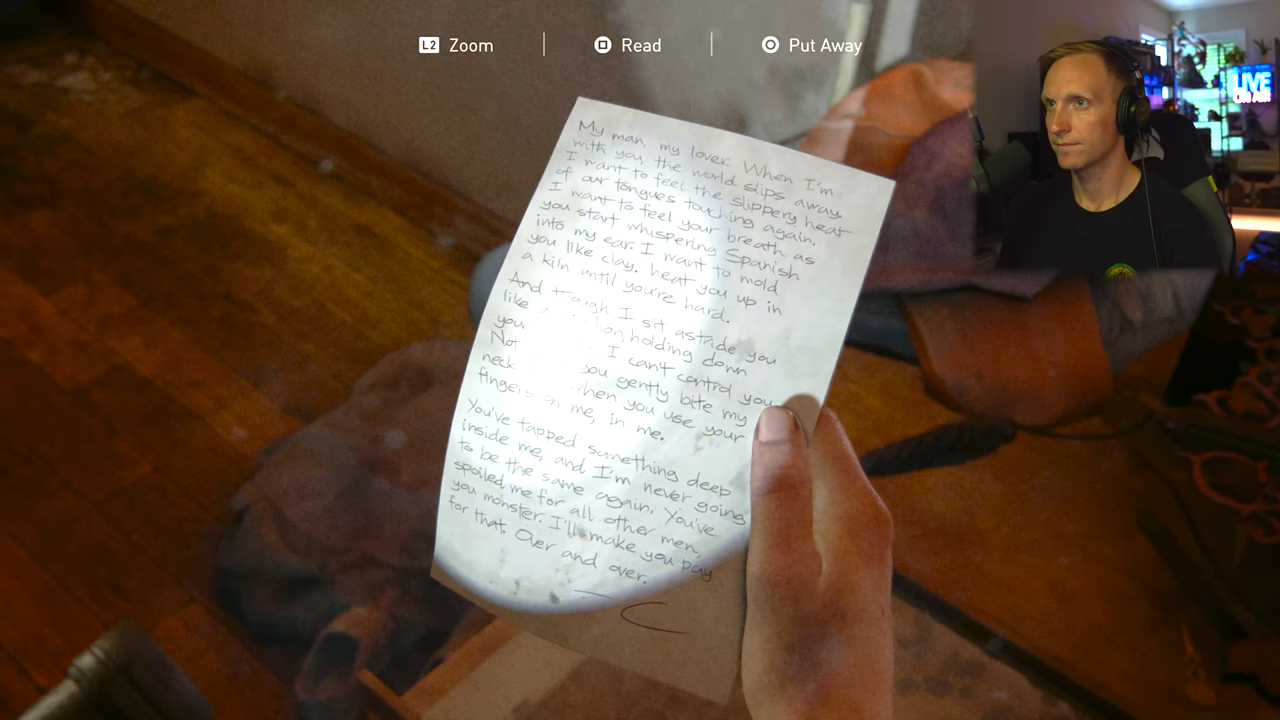 L2 Zoom
Read
Put Away
LIVE
ON AIR
My man, my lover. When I'm
with you, the world slips away.
I want to feel the slippery heat
of our tongues touching again.
I want to feel your breath as
you start whispering Spanish
into my ear. I want to mold
you like clay. heat you up in
a kiln until you're hard.
And though I sit astride you
like a holding down
you I can't control you
Not you gently bite my
neck when you use your
fingers on me, in me.
You've tapped something deep
inside me, and I'm never going
to be the same again. You've
spoiled me for all other men,
you monster. I'll make you pay
for that. Over and over.
- C